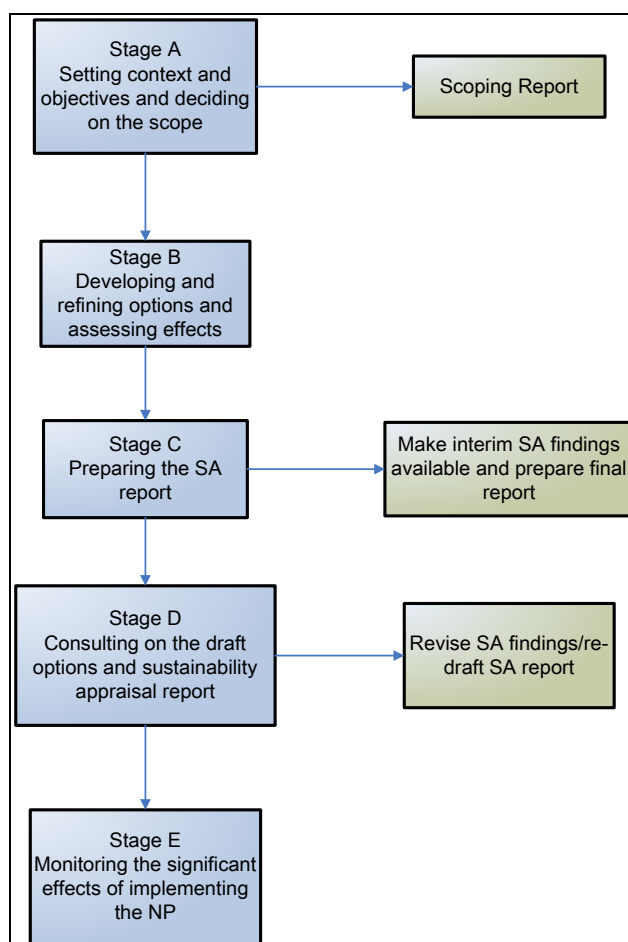 Stage A
Setting context and
objectives and deciding
on the scope
Scoping Report
Stage B
Developing and
refining options and
assessing effects
Stage C
Preparing the SA
report
Make interim SA findings
available and prepare final
report
Stage D
Consulting on the draft
options and sustainability
appraisal report
Revise SA findings/re-
draft SA report
Stage E
Monitoring the significant
effects of implementing
the NP